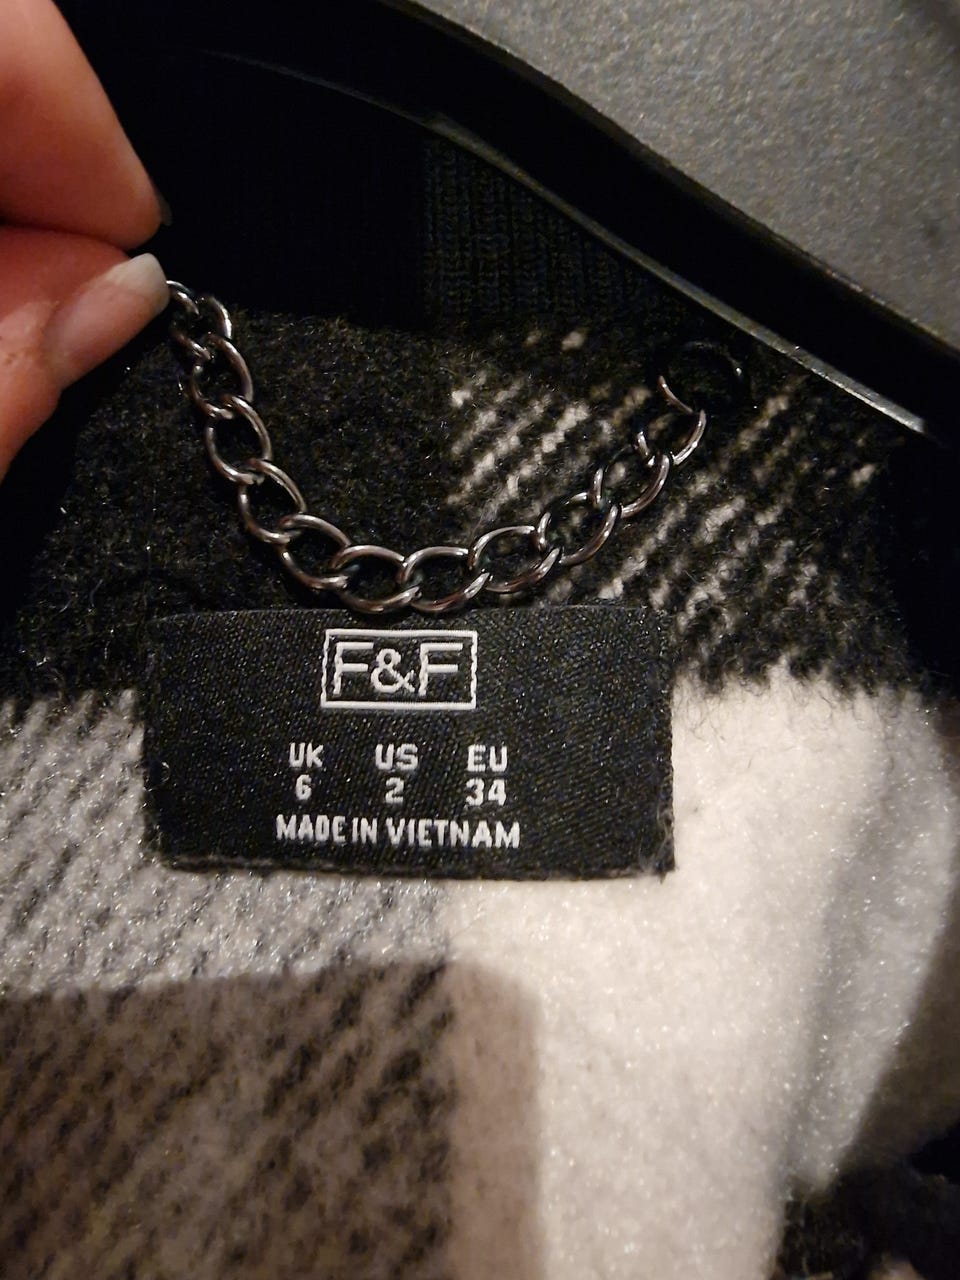 F&F
UK US EU
6 2 34
MADE IN VIETNAM